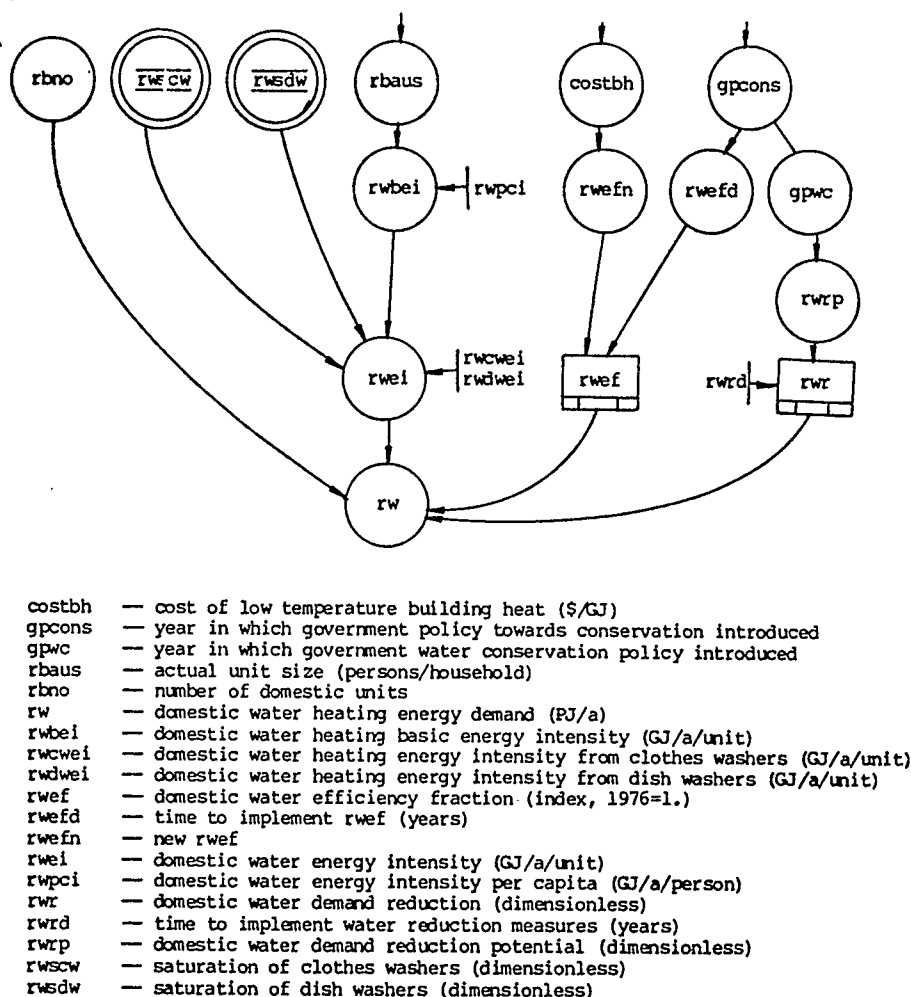 rbno
rwscw
rwsdw
rbaus
costbh
gpcons
rwbei
rwpci
rwefn
rwefd
gpwc
rwrp
rwei
rwcwei
rwdwei
rwef
rwrd
rwr
rw
costbh — cost of low temperature building heat ($/GJ)
gpcons — year in which government policy towards conservation introduced
gpwc — year in which government water conservation policy introduced
rbaus — actual unit size (persons/household)
rbno — number of domestic units
rw — domestic water heating energy demand (PJ/a)
rwbei — domestic water heating basic energy intensity (GJ/a/unit)
rwcwei — domestic water heating energy intensity from clothes washers (GJ/a/unit)
rwdwei — domestic water heating energy intensity from dish washers (GJ/a/unit)
rwef — domestic water efficiency fraction (index, 1976=1.)
rwefd — time to implement rwef (years)
rwefn — new rwef
rwei — domestic water energy intensity (GJ/a/unit)
rwpci — domestic water energy intensity per capita (GJ/a/person)
rwr — domestic water demand reduction (dimensionless)
rwrd — time to implement water reduction measures (years)
rwrp — domestic water demand reduction potential (dimensionless)
rwscw — saturation of clothes washers (dimensionless)
rwsdw — saturation of dish washers (dimensionless)